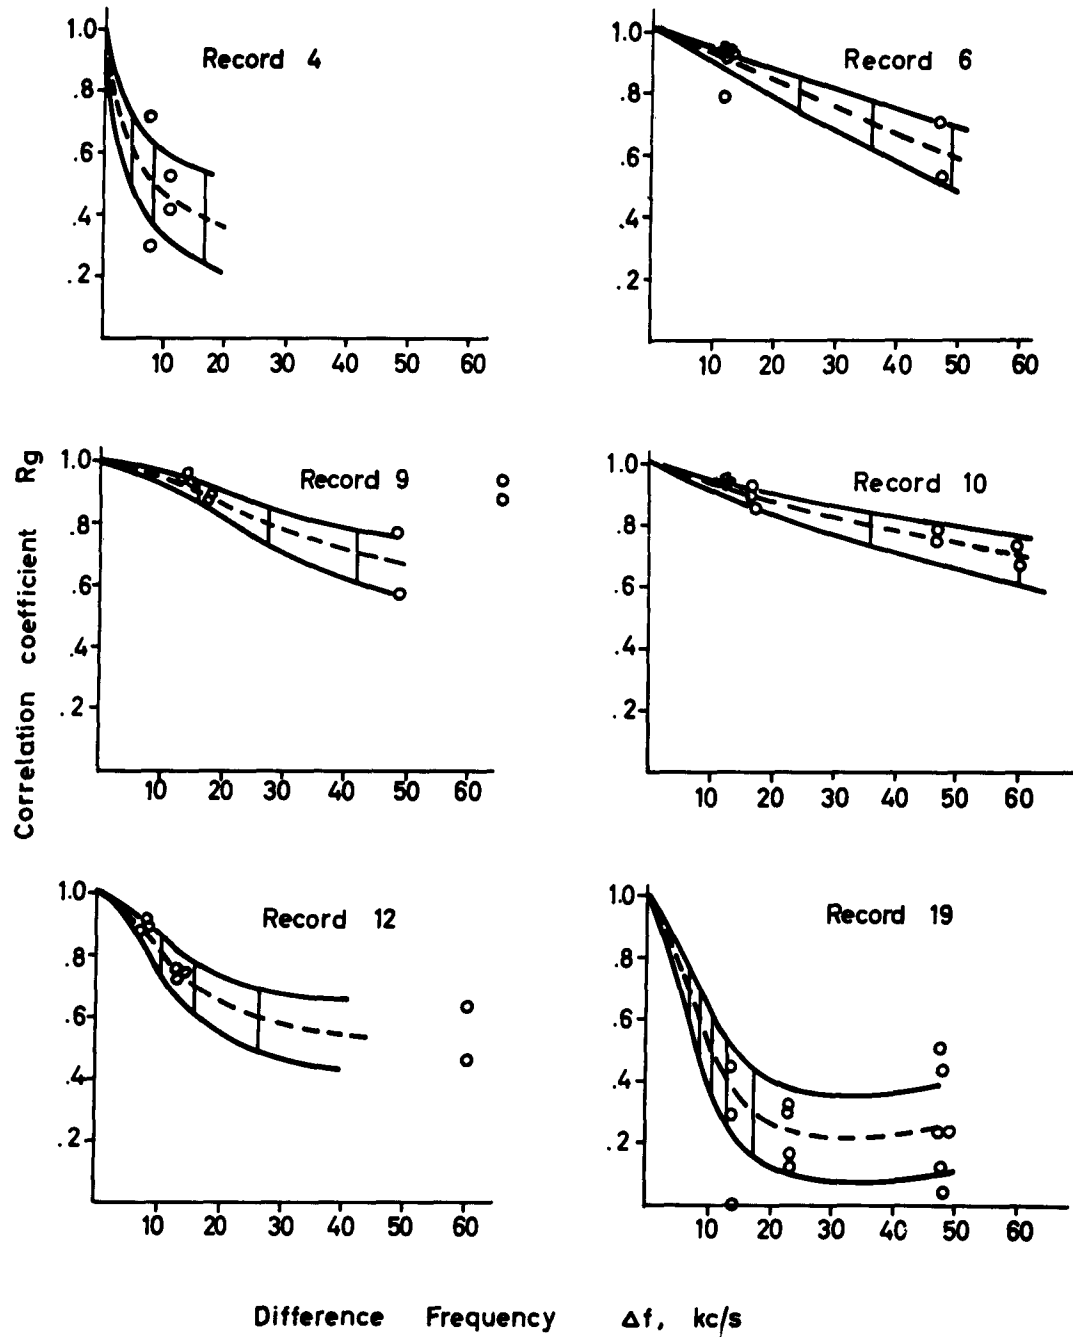 Record 4
1.0
.8
.6
.4
.2
10 20 30 40 50 60
Record 6
1.0
.8
.6
.4
.2
10 20 30 40 50 60
Correlation coefficient Rg
Record 9
1.0
.8
.6
.4
.2
10 20 30 40 50 60
Record 10
1.0
.8
.6
.4
.2
10 20 30 40 50 60
Record 12
1.0
.8
.6
.4
.2
10 20 30 40 50 60
Record 19
1.0
.8
.6
.4
.2
10 20 30 40 50 60
Difference Frequency Δf, kc/s